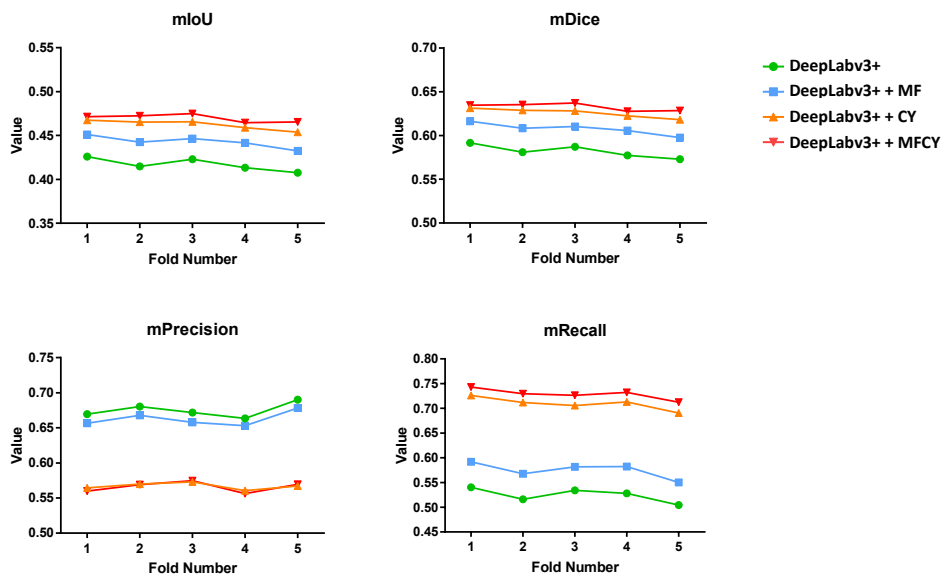 mIoU
0.55
0.50
0.45
0.40
0.35
Value
1 2 3 4 5
Fold Number
mDice
0.70
0.65
0.60
0.55
0.50
Value
1 2 3 4 5
Fold Number
DeepLabv3+
DeepLabv3+ + MF
DeepLabv3+ + CY
DeepLabv3+ + MFCY
mPrecision
0.75
0.70
0.65
0.60
0.55
0.50
Value
1 2 3 4 5
Fold Number
mRecall
0.80
0.75
0.70
0.65
0.60
0.55
0.50
0.45
Value
1 2 3 4 5
Fold Number